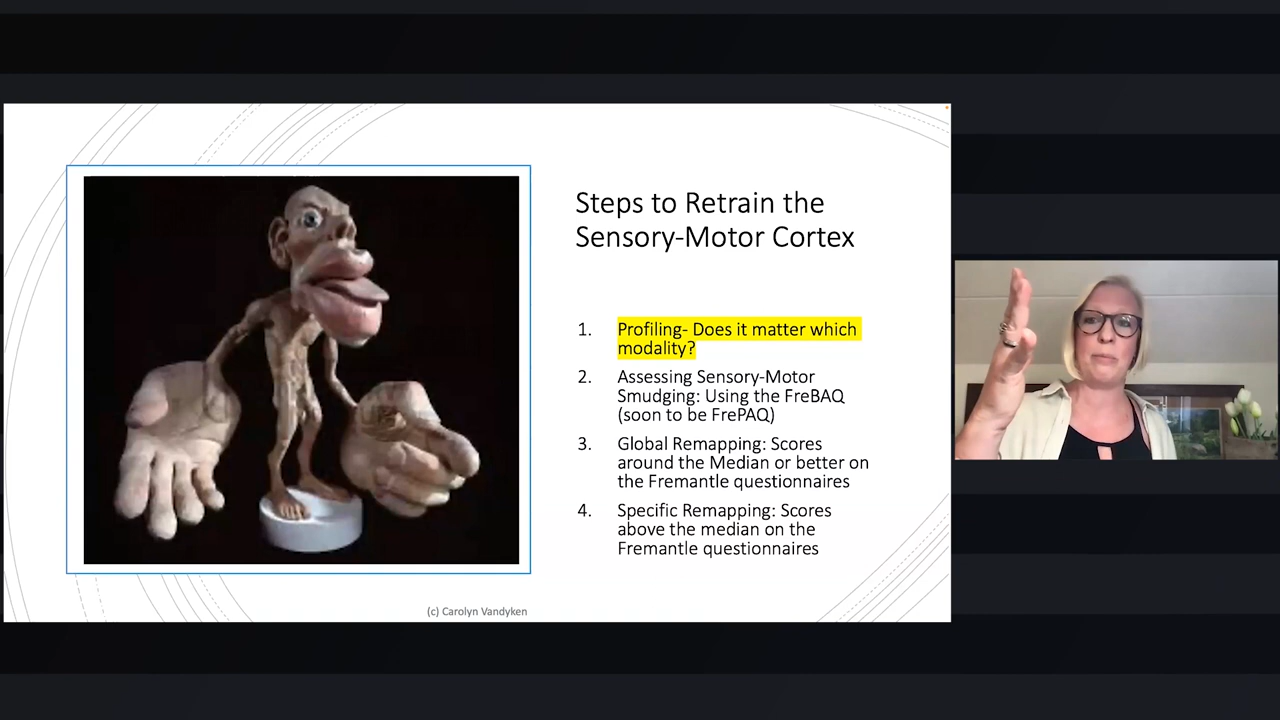 Steps to Retrain the
Sensory-Motor Cortex
1. Profiling- Does it matter which
modality?
2. Assessing Sensory-Motor
Smudging: Using the FreBAQ
(soon to be FrePAQ)
3. Global Remapping: Scores
around the Median or better on
the Fremantle questionnaires
4. Specific Remapping: Scores
above the median on the
Fremantle questionnaires
(c) Carolyn Vandyken